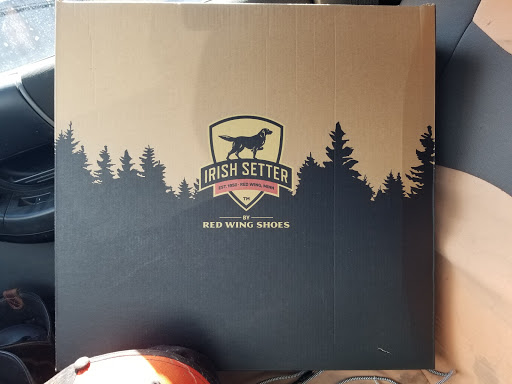 IRISH SETTER
EST. 1950 · RED WING, MINN
TM
BY
RED WING SHOES